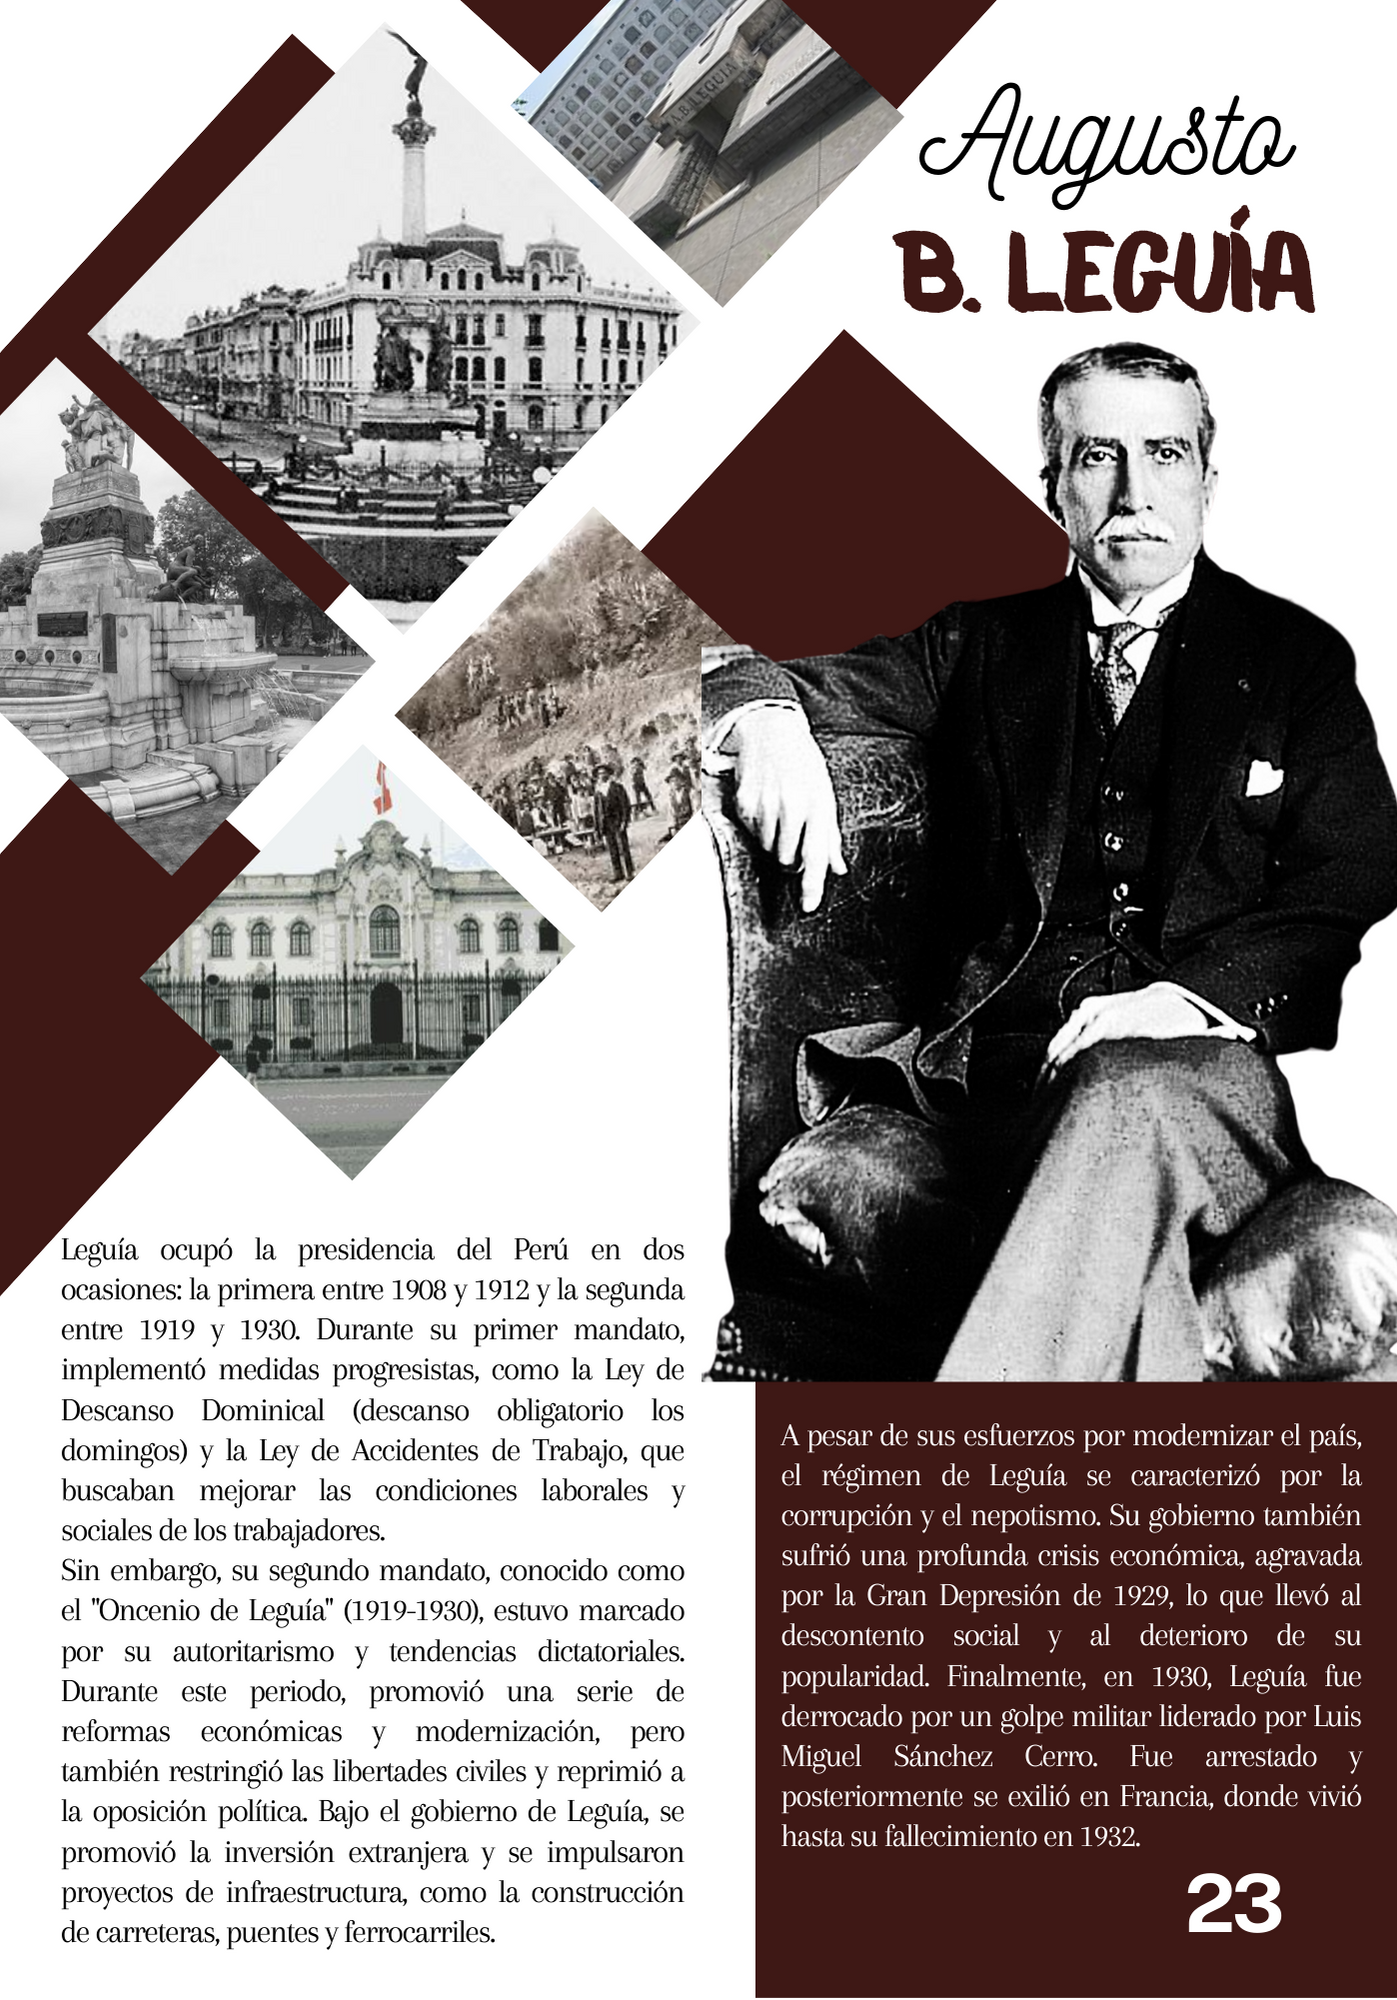 A.B. LEGUIA
Augusto
B. LEGUÍA
Leguía ocupó la presidencia del Perú en dos
ocasiones: la primera entre 1908 y 1912 y la segunda
entre 1919 y 1930. Durante su primer mandato,
implementó medidas progresistas, como la Ley de
Descanso Dominical (descanso obligatorio los
domingos) y la Ley de Accidentes de Trabajo, que
buscaban mejorar las condiciones laborales y
sociales de los trabajadores.
Sin embargo, su segundo mandato, conocido como
el "Oncenio de Leguía" (1919-1930), estuvo marcado
por su autoritarismo y tendencias dictatoriales.
Durante este periodo, promovió una serie de
reformas económicas y modernización, pero
también restringió las libertades civiles y reprimió a
la oposición política. Bajo el gobierno de Leguía, se
promovió la inversión extranjera y se impulsaron
proyectos de infraestructura, como la construcción
de carreteras, puentes y ferrocarriles.
A pesar de sus esfuerzos por modernizar el país,
el régimen de Leguía se caracterizó por la
corrupción y el nepotismo. Su gobierno también
sufrió una profunda crisis económica, agravada
por la Gran Depresión de 1929, lo que llevó al
descontento social y al deterioro de su
popularidad. Finalmente, en 1930, Leguía fue
derrocado por un golpe militar liderado por Luis
Miguel Sánchez Cerro. Fue arrestado y
posteriormente se exilió en Francia, donde vivió
hasta su fallecimiento en 1932.
23